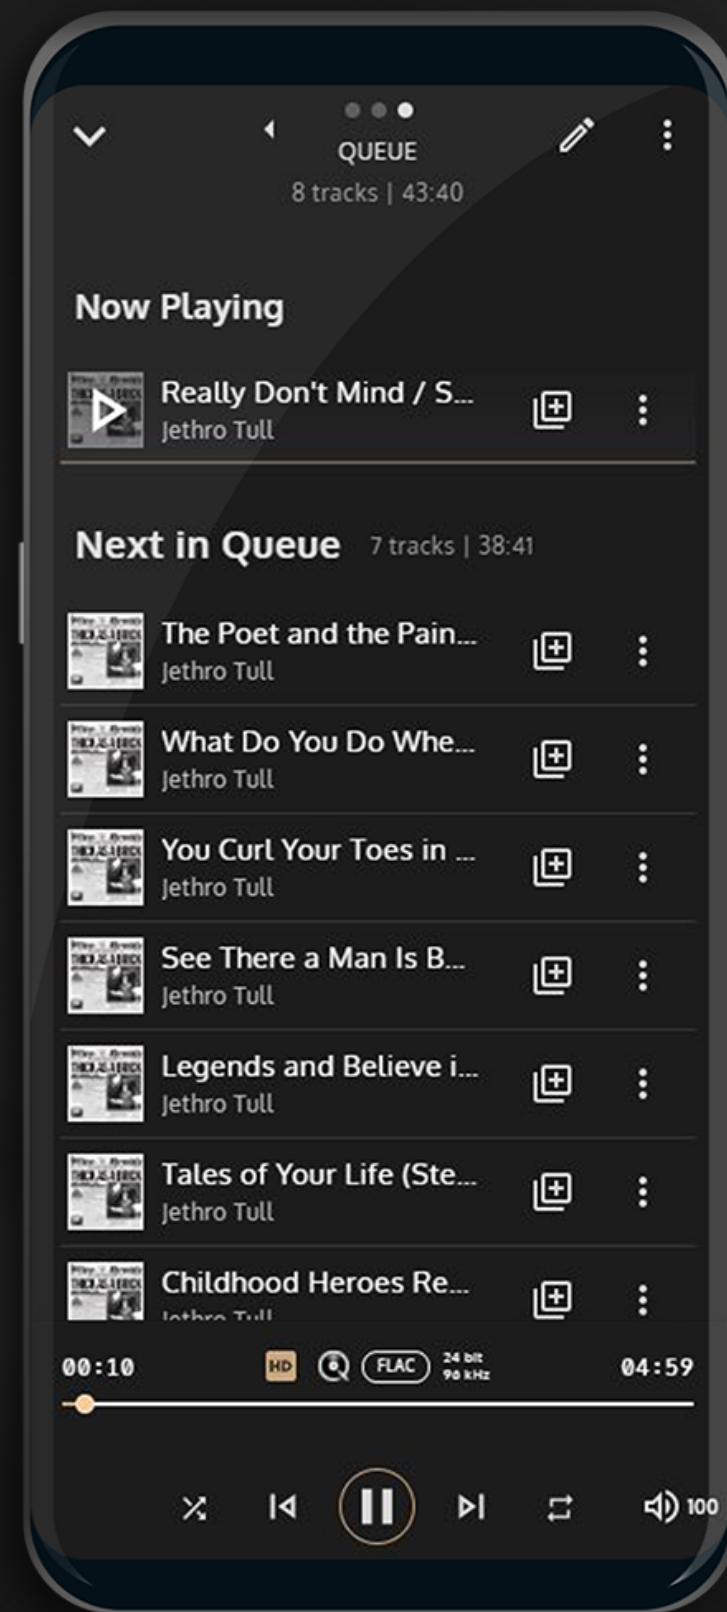 QUEUE
8 tracks | 43:40
Now Playing
Really Don't Mind / S...
Jethro Tull
Next in Queue 7 tracks | 38:41
The Poet and the Pain...
Jethro Tull
What Do You Do Whe...
Jethro Tull
You Curl Your Toes in ...
Jethro Tull
See There a Man Is B...
Jethro Tull
Legends and Believe i...
Jethro Tull
Tales of Your Life (Ste...
Jethro Tull
Childhood Heroes Re...
Jethro Tull
00:10 HD FLAC 24 bit 04:59
96 kHz
100